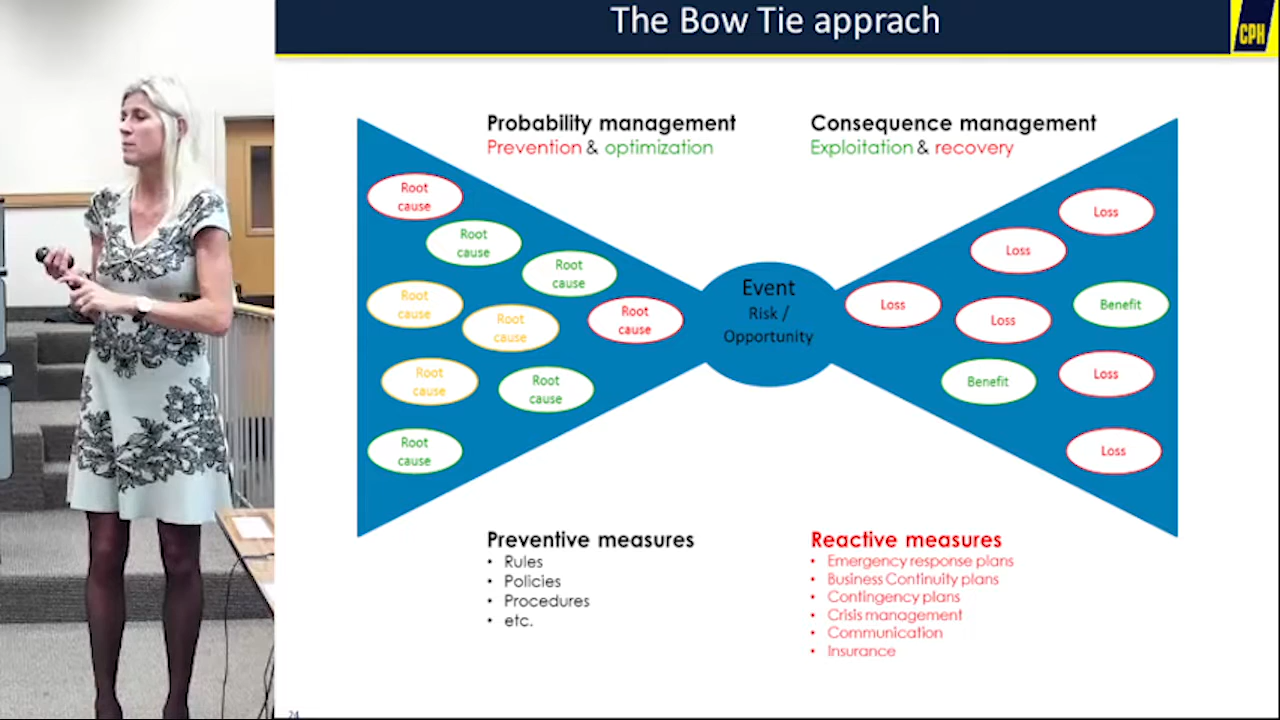 The Bow Tie apprach
CPH
Probability management
Prevention & optimization
Consequence management
Exploitation & recovery
Root
cause
Root
cause
Root
cause
Root
cause
Root
cause
Root
cause
Root
cause
Root
cause
Root
cause
Event
Risk /
Opportunity
Loss
Loss
Loss
Loss
Benefit
Benefit
Loss
Loss
Preventive measures
• Rules
• Policies
• Procedures
• etc.
Reactive measures
• Emergency response plans
• Business Continuity plans
• Contingency plans
• Crisis management
• Communication
• Insurance
24